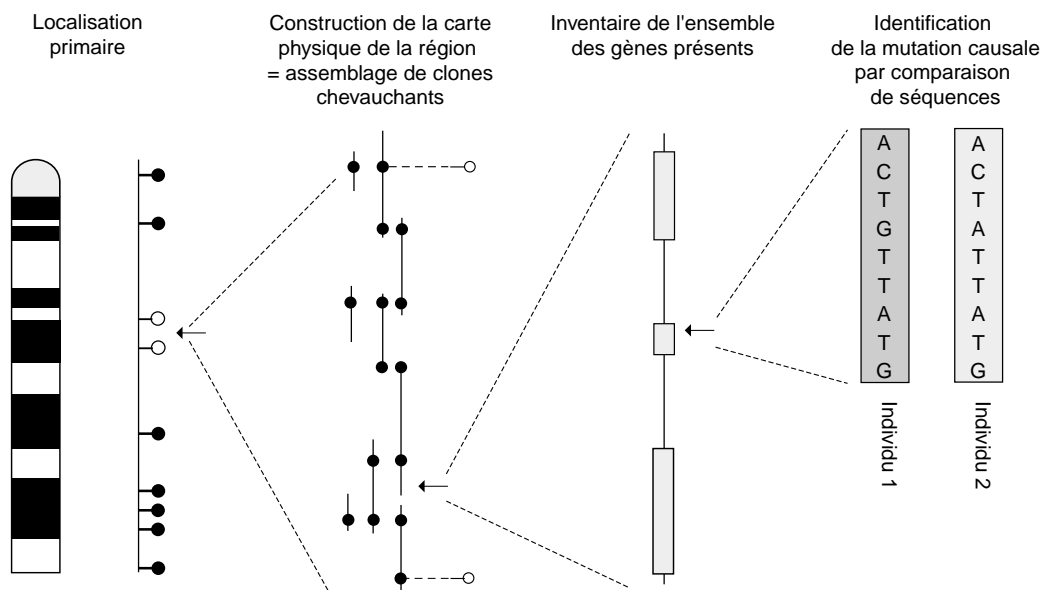 Localisation
primaire
Construction de la carte
physique de la région
= assemblage de clones
chevauchants
Inventaire de l'ensemble
des gènes présents
Identification
de la mutation causale
par comparaison
de séquences
A
C
T
G
T
T
A
T
G
Individu 1
A
C
T
A
T
T
A
T
G
Individu 2